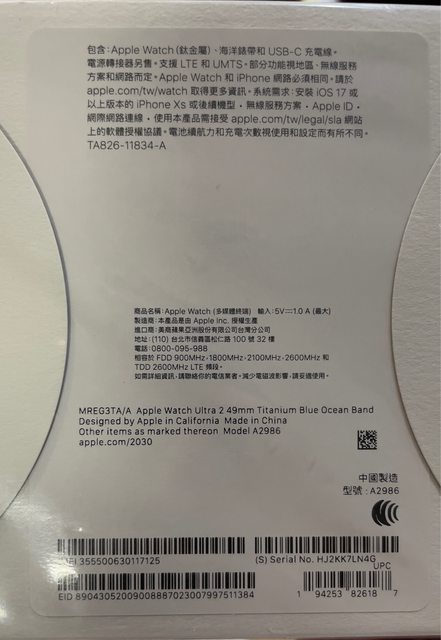 包含：Apple Watch（鈦金屬）、海洋錶帶和 USB-C 充電線。
電源轉接器另售。支援 LTE 和 UMTS。部分功能視地區、無線服務
方案和網路而定。Apple Watch 和 iPhone 網路必須相同。請於
apple.com/tw/watch 取得更多資訊。系統需求：安裝 iOS 17 或
以上版本的 iPhone Xs 或後續機型，無線服務方案，Apple ID，
網際網路連線，使用本產品需接受 apple.com/tw/legal/sla 網站
上的軟體授權協議。電池續航力和充電次數視使用和設定而有所不同。
TA826-11834-A
商品名稱：Apple Watch（多媒體終端） 輸入：5V⎓1.0 A（最大）
製造商：本產品是由 Apple Inc. 授權生產
進口商：美商蘋果亞洲股份有限公司台灣分公司
地址：(110) 台北市信義區松仁路 100 號 32 樓
電話：0800-095-988
相容於 FDD 900MHz，1800MHz，2100MHz，2600MHz 和
TDD 2600MHz LTE 頻段。
如需詳細資訊，請聯絡你的電信業者。減少電磁波影響，請妥適使用。
MREG3TA/A Apple Watch Ultra 2 49mm Titanium Blue Ocean Band
Designed by Apple in California Made in China
Other items as marked thereon Model A2986
apple.com/2030
中國製造
型號：A2986
355500630117125
(S) Serial No. HJ2KK7LN4G
UPC
EID 89043052009008887023007997511384
1 94253 82618 7